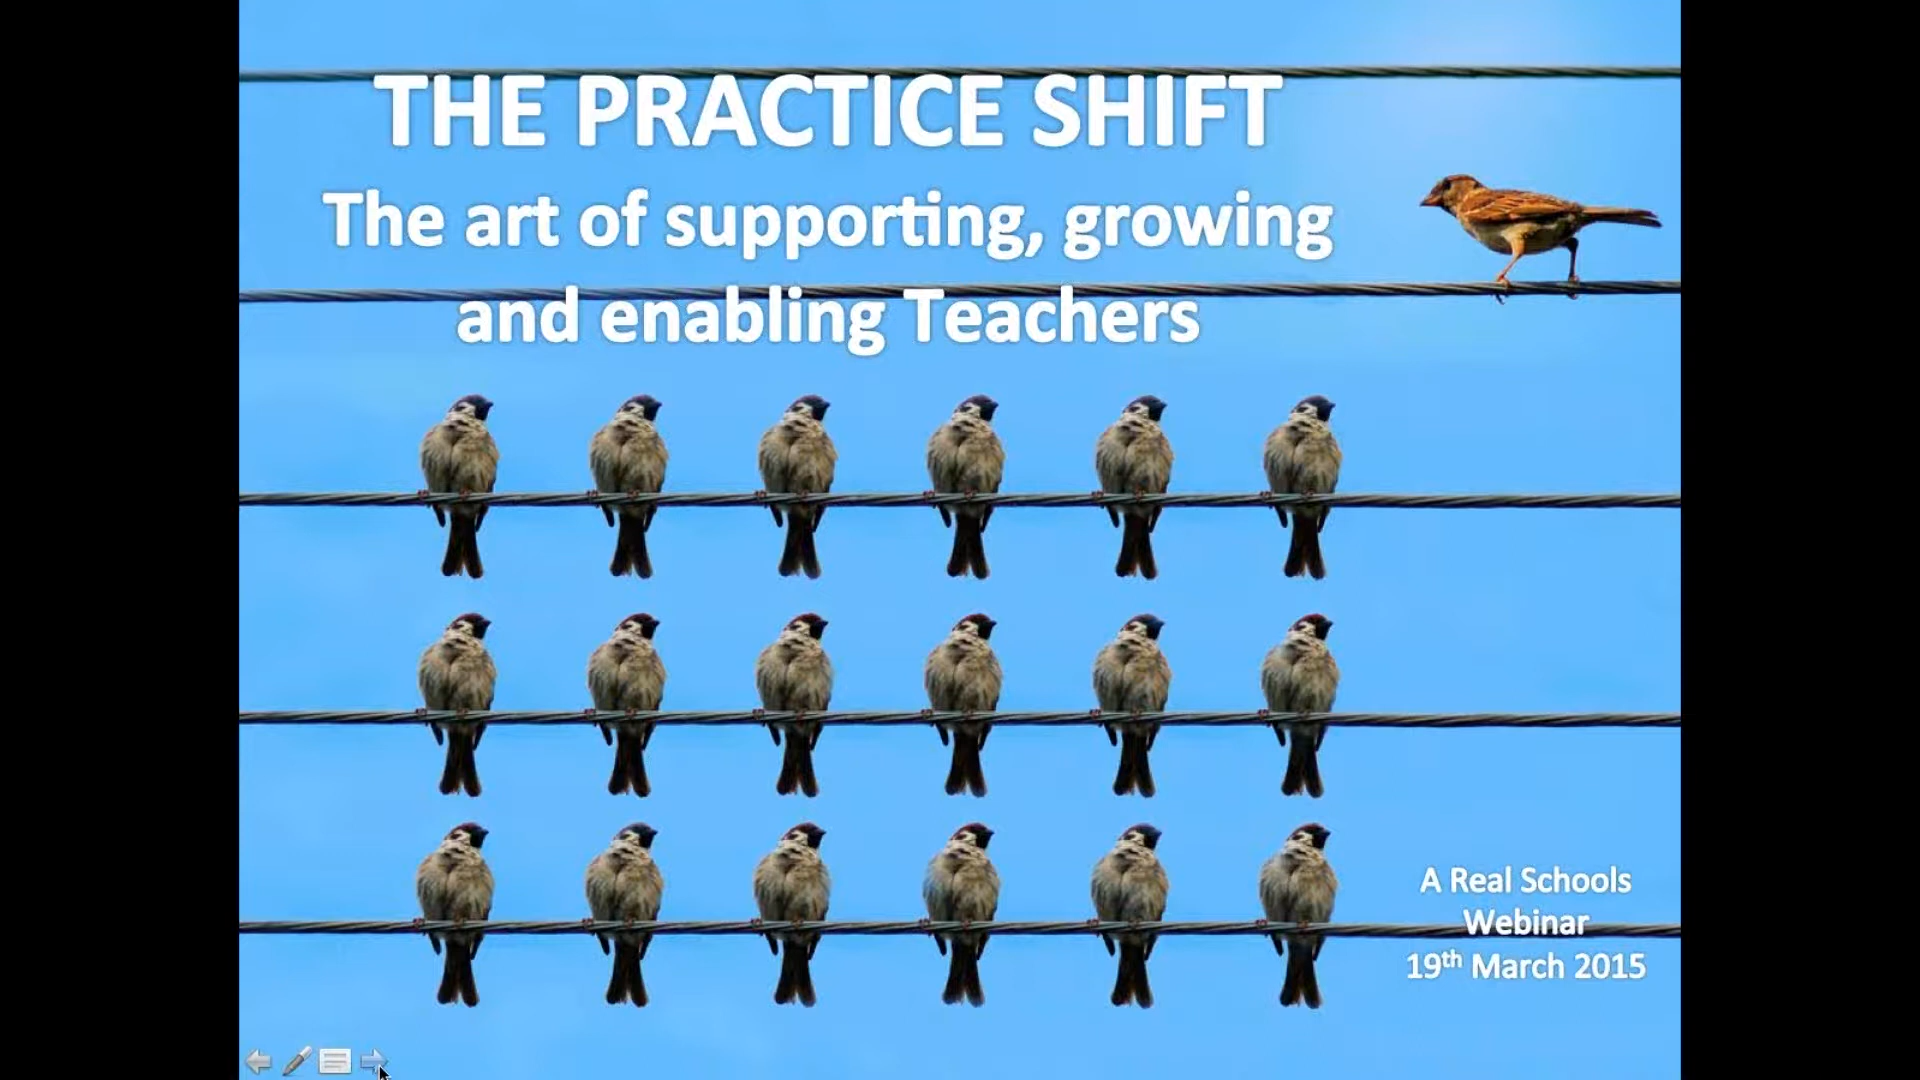 THE PRACTICE SHIFT
The art of supporting, growing
and enabling Teachers
A Real Schools
Webinar
19th March 2015